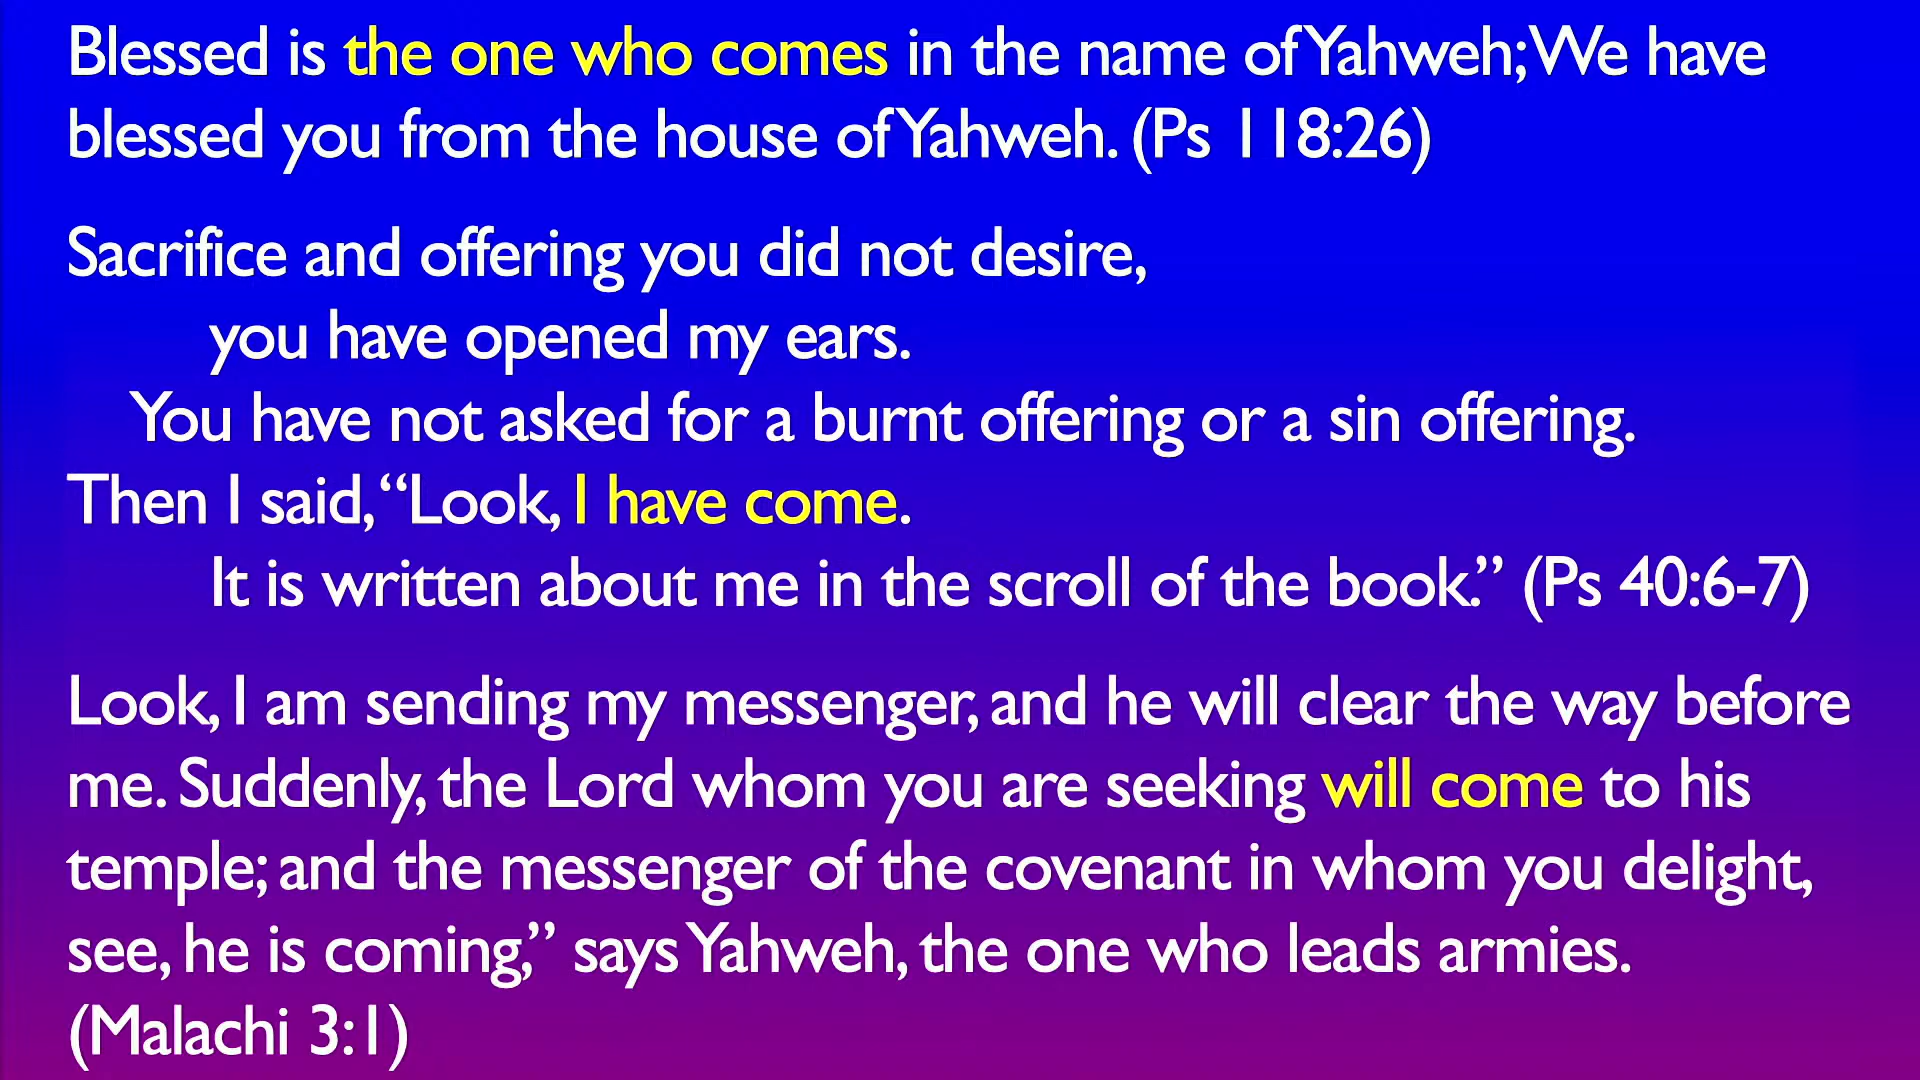 Blessed is the one who comes in the name of Yahweh; We have
blessed you from the house of Yahweh. (Ps 118:26)
Sacrifice and offering you did not desire,
you have opened my ears.
You have not asked for a burnt offering or a sin offering.
Then I said, “Look, I have come.
It is written about me in the scroll of the book.” (Ps 40:6-7)
Look, I am sending my messenger, and he will clear the way before
me. Suddenly, the Lord whom you are seeking will come to his
temple; and the messenger of the covenant in whom you delight,
see, he is coming,” says Yahweh, the one who leads armies.
(Malachi 3:1)